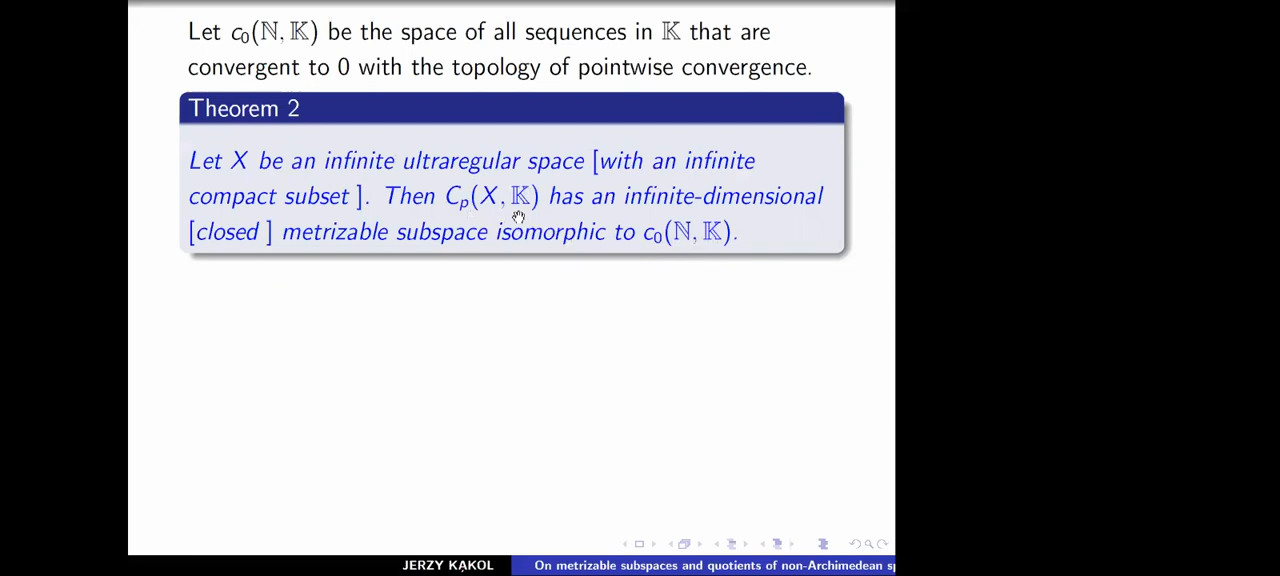 Let c₀(ℕ, 𝕂) be the space of all sequences in 𝕂 that are
convergent to 0 with the topology of pointwise convergence.
Theorem 2
Let X be an infinite ultraregular space [with an infinite
compact subset ]. Then Cₚ(X, 𝕂) has an infinite-dimensional
[closed ] metrizable subspace isomorphic to c₀(ℕ, 𝕂).
JERZY KĄKOL
On metrizable subspaces and quotients of non-Archimedean